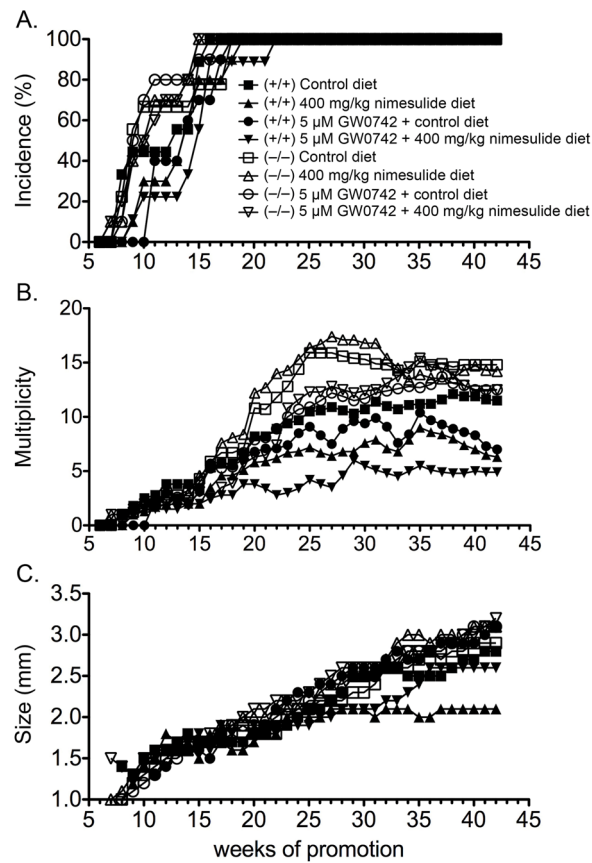 A.
Incidence (%)
100
80
60
40
20
0
5 10 15 20 25 30 35 40 45
(+/+) Control diet
(+/+) 400 mg/kg nimesulide diet
(+/+) 5 µM GW0742 + control diet
(+/+) 5 µM GW0742 + 400 mg/kg nimesulide diet
(–/–) Control diet
(–/–) 400 mg/kg nimesulide diet
(–/–) 5 µM GW0742 + control diet
(–/–) 5 µM GW0742 + 400 mg/kg nimesulide diet
B.
Multiplicity
20
15
10
5
0
5 10 15 20 25 30 35 40 45
C.
Size (mm)
3.5
3.0
2.5
2.0
1.5
1.0
5 10 15 20 25 30 35 40 45
weeks of promotion